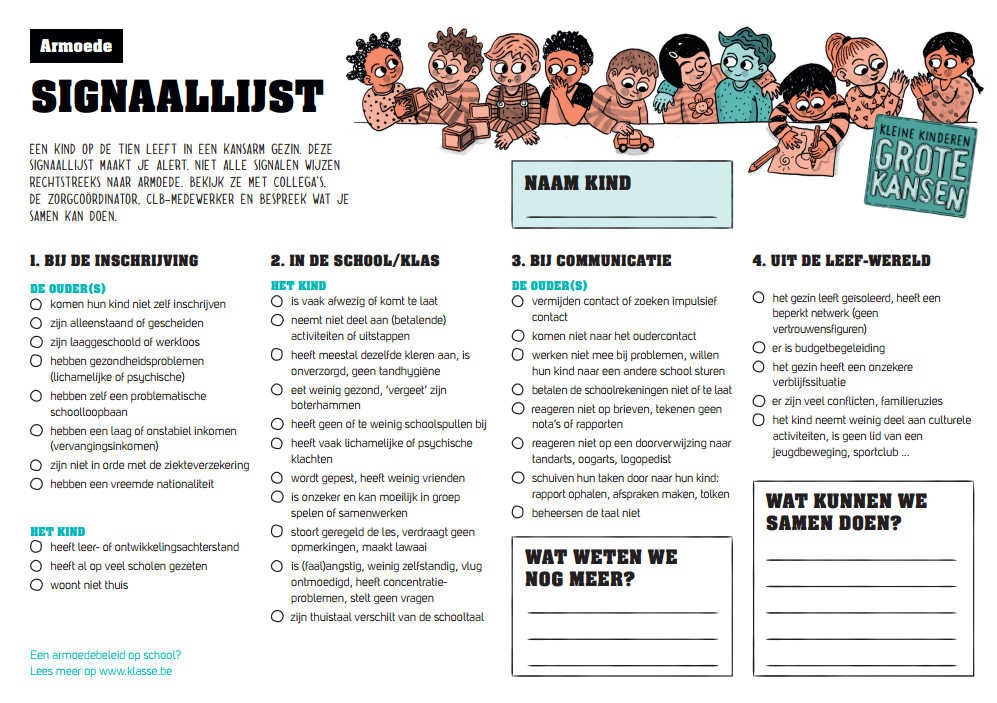 Armoede
SIGNAALLIJST
EEN KIND OP DE TIEN LEEFT IN EEN KANSARM GEZIN. DEZE
SIGNAALLIJST MAAKT JE ALERT. NIET ALLE SIGNALEN WIJZEN
RECHTSTREEKS NAAR ARMOEDE. BEKIJK ZE MET COLLEGA'S,
DE ZORGCOÖRDINATOR, CLB-MEDEWERKER EN BESPREEK WAT JE
SAMEN KAN DOEN.
NAAM KIND
KLEINE KINDEREN
GROTE
KANSEN
1. BIJ DE INSCHRIJVING
DE OUDER(S)
komen hun kind niet zelf inschrijven
zijn alleenstaand of gescheiden
zijn laaggeschoold of werkloos
hebben gezondheidsproblemen
(lichamelijke of psychische)
hebben zelf een problematische
schoolloopbaan
hebben een laag of onstabiel inkomen
(vervangingsinkomen)
zijn niet in orde met de ziekteverzekering
hebben een vreemde nationaliteit
HET KIND
heeft leer- of ontwikkelingsachterstand
heeft al op veel scholen gezeten
woont niet thuis
Een armoedebeleid op school?
Lees meer op www.klasse.be
2. IN DE SCHOOL/KLAS
HET KIND
is vaak afwezig of komt te laat
neemt niet deel aan (betalende)
activiteiten of uitstappen
heeft meestal dezelfde kleren aan, is
onverzorgd, geen tandhygiëne
eet weinig gezond, 'vergeet' zijn
boterhammen
heeft geen of te weinig schoolspullen bij
heeft vaak lichamelijke of psychische
klachten
wordt gepest, heeft weinig vrienden
is onzeker en kan moeilijk in groep
spelen of samenwerken
stoort geregeld de les, verdraagt geen
opmerkingen, maakt lawaai
is (faal)angstig, weinig zelfstandig, vlug
ontmoedigd, heeft concentratie-
problemen, stelt geen vragen
zijn thuistaal verschilt van de schooltaal
3. BIJ COMMUNICATIE
DE OUDER(S)
vermijden contact of zoeken impulsief
contact
komen niet naar het oudercontact
werken niet mee bij problemen, willen
hun kind naar een andere school sturen
betalen de schoolrekeningen niet of te laat
reageren niet op brieven, tekenen geen
nota's of rapporten
reageren niet op een doorverwijzing naar
tandarts, oogarts, logopedist
schuiven hun taken door naar hun kind:
rapport ophalen, afspraken maken, tolken
beheersen de taal niet
WAT WETEN WE
NOG MEER?
4. UIT DE LEEF-WERELD
het gezin leeft geïsoleerd, heeft een
beperkt netwerk (geen
vertrouwensfiguren)
er is budgetbegeleiding
het gezin heeft een onzekere
verblijfssituatie
er zijn veel conflicten, familieruzies
het kind neemt weinig deel aan culturele
activiteiten, is geen lid van een
jeugdbeweging, sportclub ...
WAT KUNNEN WE
SAMEN DOEN?